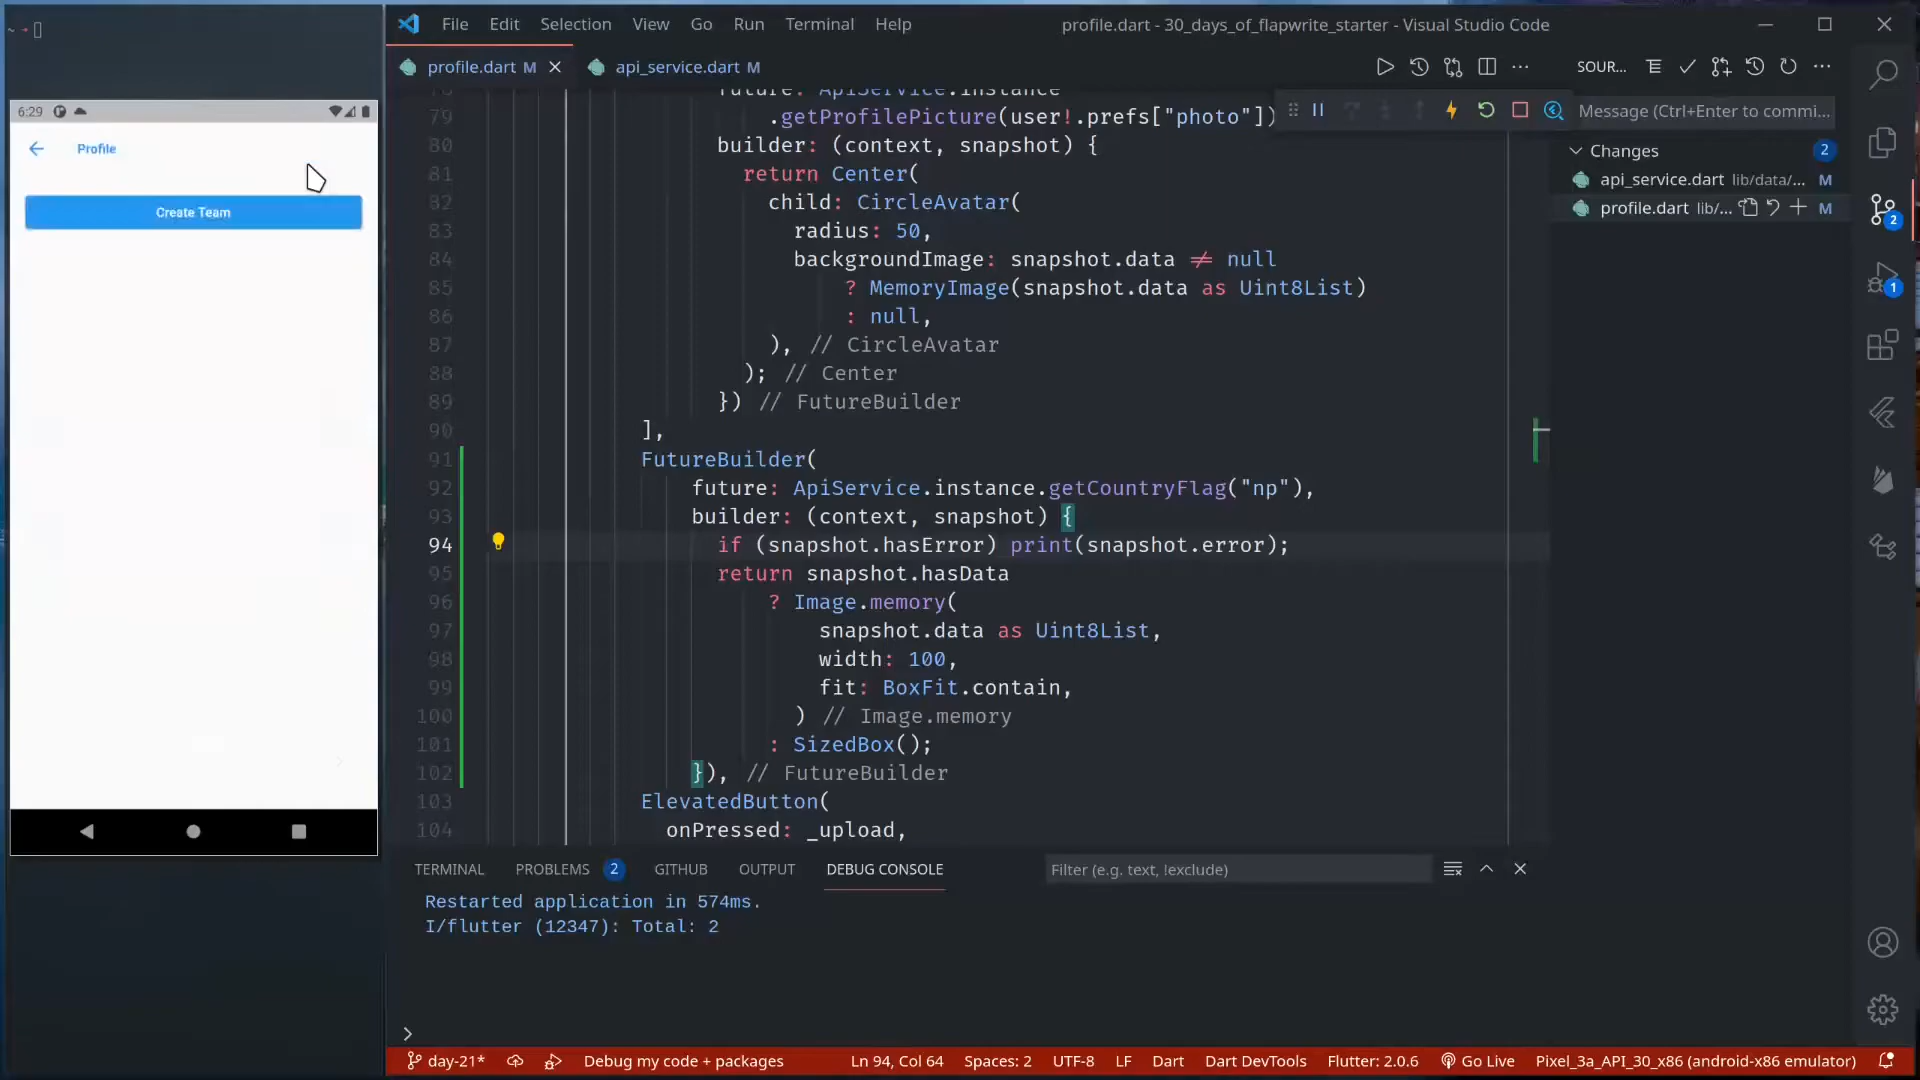 ~ →
File Edit Selection View Go Run Terminal Help
profile.dart - 30_days_of_flapwrite_starter - Visual Studio Code
profile.dart M
api_service.dart M
SOUR...
6:29
Profile
Create Team
Message (Ctrl+Enter to commi...
Changes 2
api_service.dart lib/data/... M
profile.dart lib/... M
2
1
future: ApiService.instance
79 .getProfilePicture(user!.prefs["photo"])
80 builder: (context, snapshot) {
81 return Center(
82 child: CircleAvatar(
83 radius: 50,
84 backgroundImage: snapshot.data ≠ null
85 ? MemoryImage(snapshot.data as Uint8List)
86 : null,
87 ), // CircleAvatar
88 ); // Center
89 }) // FutureBuilder
90 ],
91 FutureBuilder(
92 future: ApiService.instance.getCountryFlag("np"),
93 builder: (context, snapshot) {
94 if (snapshot.hasError) print(snapshot.error);
95 return snapshot.hasData
96 ? Image.memory(
97 snapshot.data as Uint8List,
98 width: 100,
99 fit: BoxFit.contain,
100 ) // Image.memory
101 : SizedBox();
102 }), // FutureBuilder
103 ElevatedButton(
104 onPressed: _upload,
TERMINAL PROBLEMS 2 GITHUB OUTPUT DEBUG CONSOLE
Filter (e.g. text, !exclude)
Restarted application in 574ms.
I/flutter (12347): Total: 2
>
day-21* Debug my code + packages Ln 94, Col 64 Spaces: 2 UTF-8 LF Dart Dart DevTools Flutter: 2.0.6 Go Live Pixel_3a_API_30_x86 (android-x86 emulator)